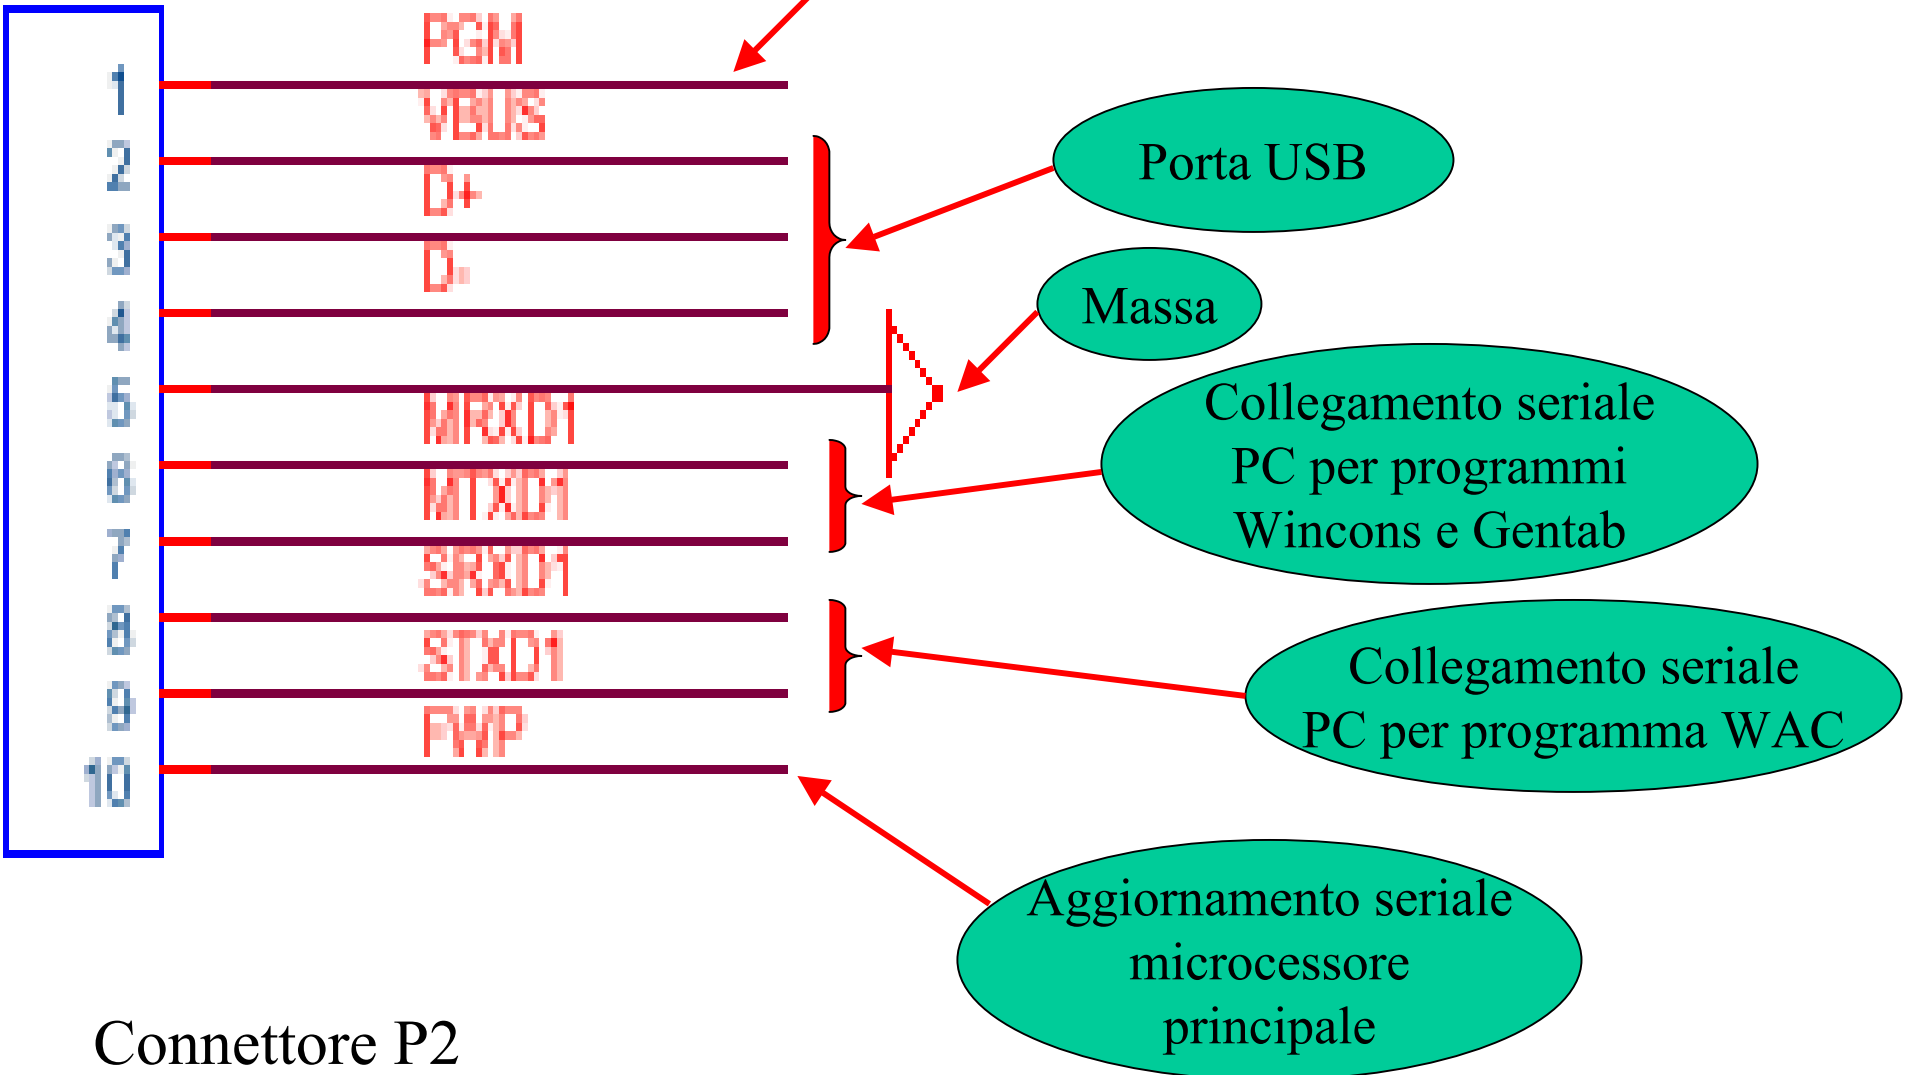 PGM
1
VBUS
2
D+
3
D-
4
5
MRXD1
6
MTXD1
7
SRXD1
8
STXD1
9
FWP
10
Porta USB
Massa
Collegamento seriale
PC per programmi
Wincons e Gentab
Collegamento seriale
PC per programma WAC
Aggiornamento seriale
microcessore
principale
Connettore P2